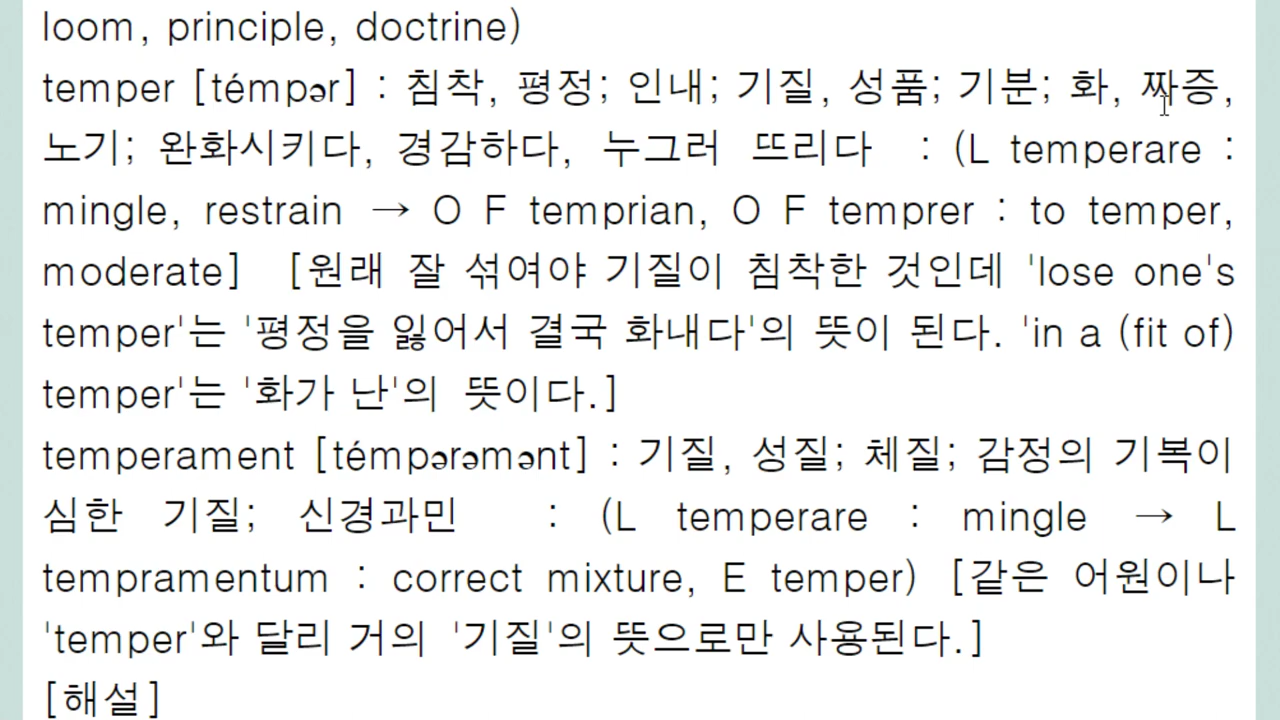 loom, principle, doctrine)
temper [témpər] : 침착, 평정; 인내; 기질, 성품; 기분; 화, 짜증,
노기; 완화시키다, 경감하다, 누그러 뜨리다 : (L temperare :
mingle, restrain → O F temprian, O F temprer : to temper,
moderate] [원래 잘 섞여야 기질이 침착한 것인데 'lose one's
temper'는 '평정을 잃어서 결국 화내다'의 뜻이 된다. 'in a (fit of)
temper'는 '화가 난'의 뜻이다.]
temperament [témpərəmənt] : 기질, 성질; 체질; 감정의 기복이
심한 기질; 신경과민 : (L temperare : mingle → L
tempramentum : correct mixture, E temper) [같은 어원이나
'temper'와 달리 거의 '기질'의 뜻으로만 사용된다.]
[해설]